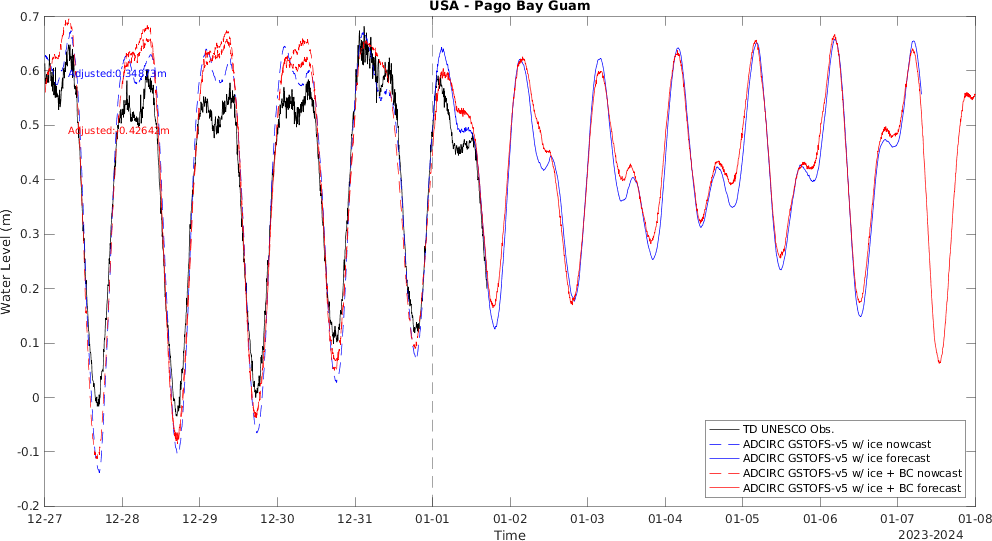 USA - Pago Bay Guam
0.7
0.6
0.5
0.4
0.3
0.2
0.1
0
-0.1
-0.2
Water Level (m)
Adjusted:0.34873m
Adjusted: 0.42642m
12-27 12-28 12-29 12-30 12-31 01-01 01-02 01-03 01-04 01-05 01-06 01-07 01-08
Time
2023-2024
TD UNESCO Obs.
ADCIRC GSTOFS-v5 w/ ice nowcast
ADCIRC GSTOFS-v5 w/ ice forecast
ADCIRC GSTOFS-v5 w/ ice + BC nowcast
ADCIRC GSTOFS-v5 w/ ice + BC forecast